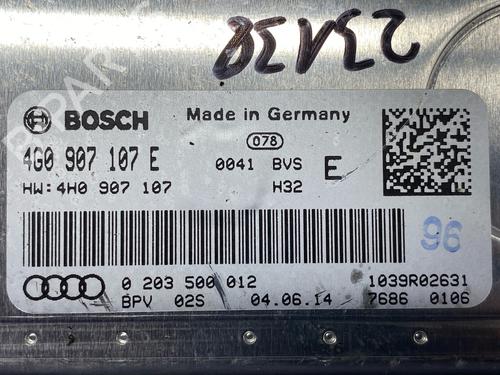 23A38
BOSCH Made in Germany
078
4G0 907 107 E 0041 BVS E
HW:4H0 907 107 H32
96
0 203 500 012 1039R02631
BPV 02S 04.06.14 7686 0106